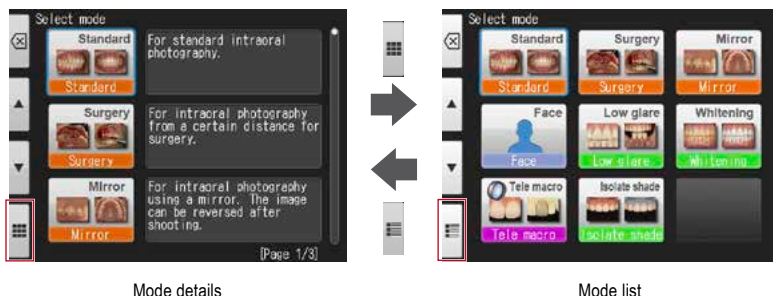 Select mode
Standard
Standard
For standard intraoral
photography.
Surgery
Surgery
For intraoral photography
from a certain distance for
surgery.
Mirror
Mirror
For intraoral photography
using a mirror. The image
can be reversed after
shooting.
[Page 1/3]
Mode details
Select mode
Standard
Standard
Surgery
Surgery
Mirror
Mirror
Face
Face
Low glare
Low glare
Whitening
Whitening
Tele macro
Tele macro
Isolate shade
Isolate shade
Mode list